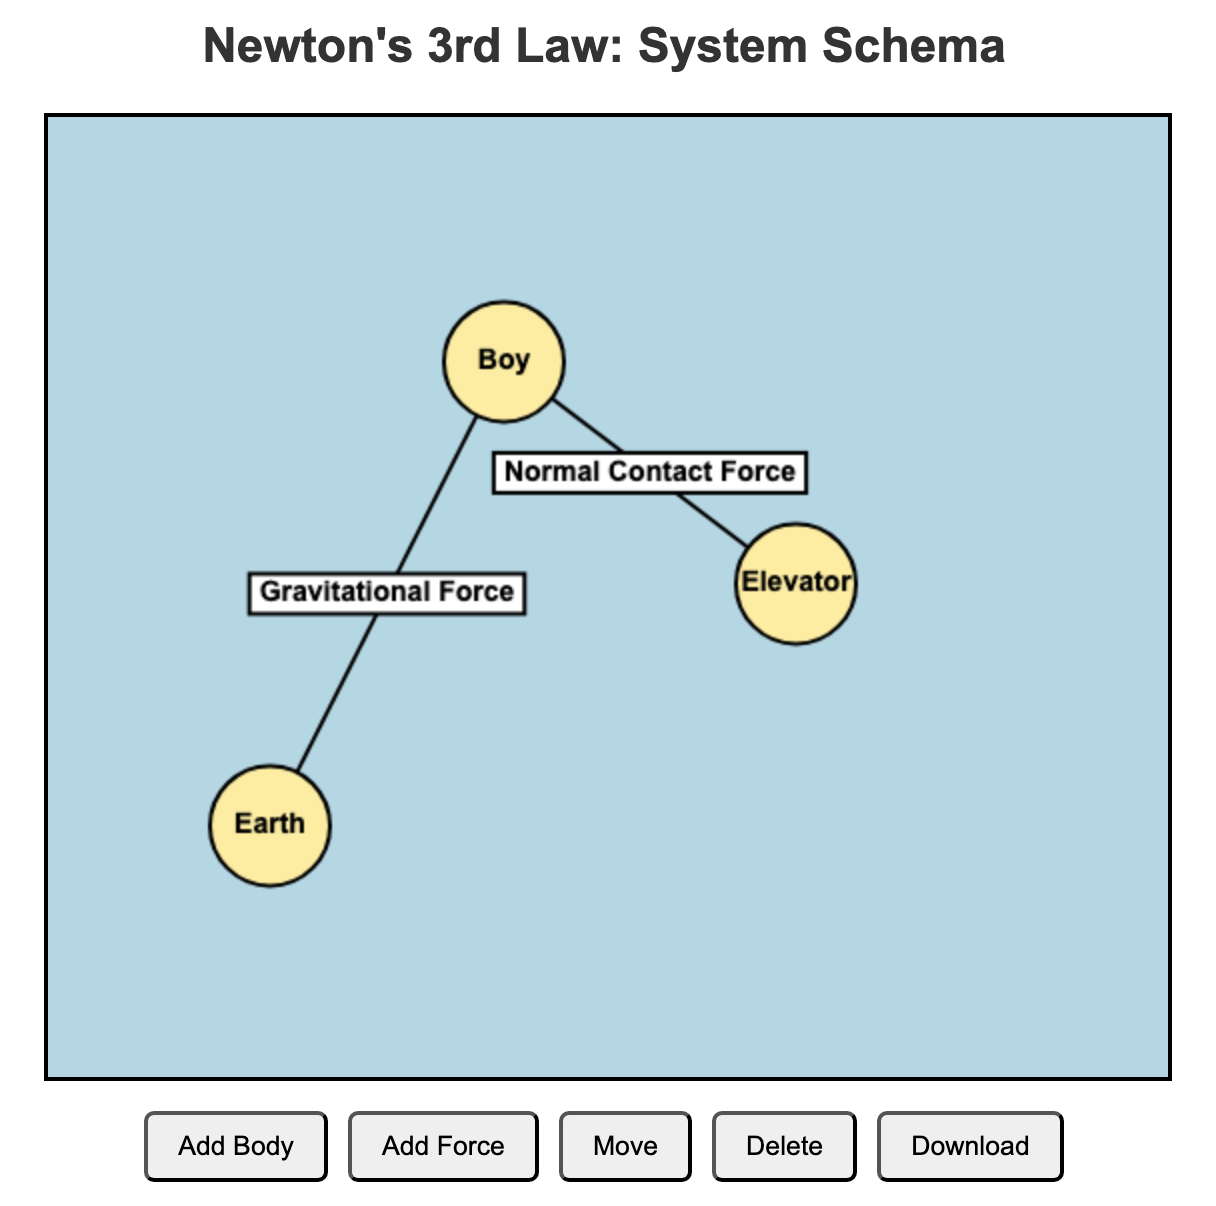 Newton's 3rd Law: System Schema
Boy
Normal Contact Force
Elevator
Gravitational Force
Earth
Add Body
Add Force
Move
Delete
Download